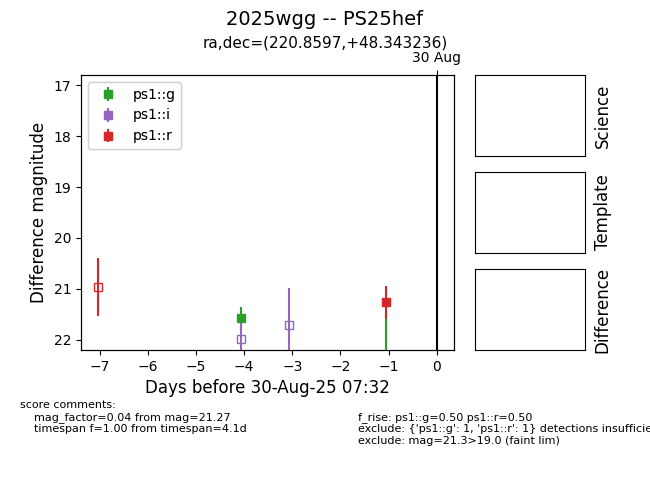 2025wgg -- PS25hef
ra,dec=(220.8597,+48.343236)
30 Aug
17
18
19
20
21
22
Difference magnitude
ps1::g
ps1::i
ps1::r
−7
−6
−5
−4
−3
−2
−1
0
Days before 30-Aug-25 07:32
Science
Template
Difference
score comments:
mag_factor=0.04 from mag=21.27
timespan f=1.00 from timespan=4.1d
f_rise: ps1::g=0.50 ps1::r=0.50
exclude: {'ps1::g': 1, 'ps1::r': 1} detections insufficie
exclude: mag=21.3>19.0 (faint lim)